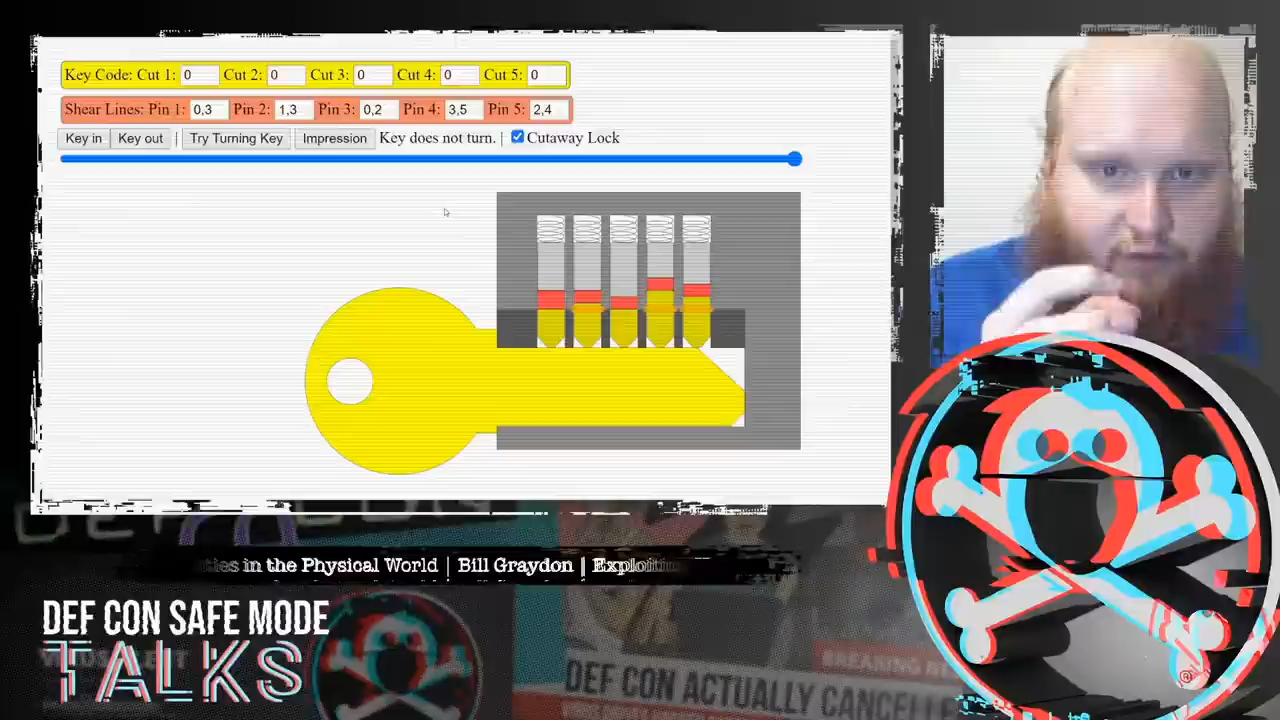 Key Code: Cut 1: 0 Cut 2: 0 Cut 3: 0 Cut 4: 0 Cut 5: 0
Shear Lines: Pin 1: 0,3 Pin 2: 1,3 Pin 3: 0,2 Pin 4: 3,5 Pin 5: 2,4
Key in Key out | Try Turning Key Impression Key does not turn. | Cutaway Lock
in the Physical World | Bill Graydon |
DEF CON SAFE MODE
TALKS
DEF CON ACTUALLY
BREAKING